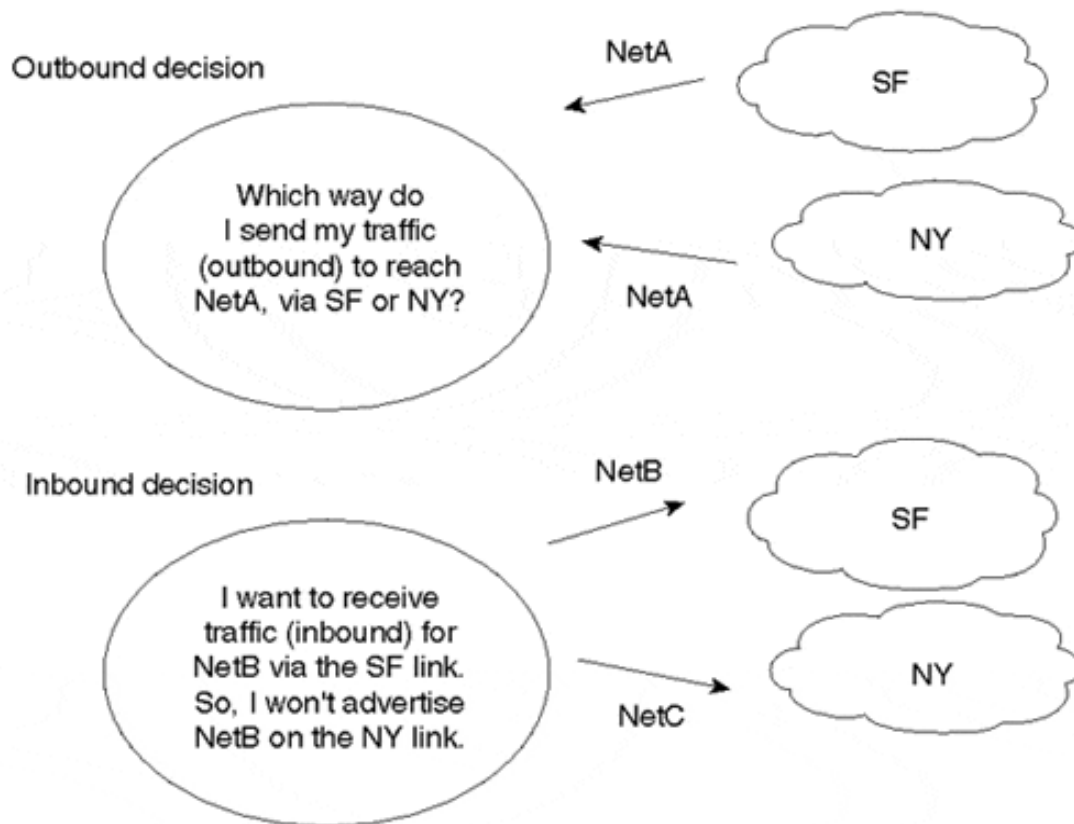 Outbound decision
NetA
SF
Which way do
I send my traffic
(outbound) to reach
NetA, via SF or NY?
NY
NetA
Inbound decision
NetB
SF
I want to receive
traffic (inbound) for
NetB via the SF link.
So, I won't advertise
NetB on the NY link.
NY
NetC